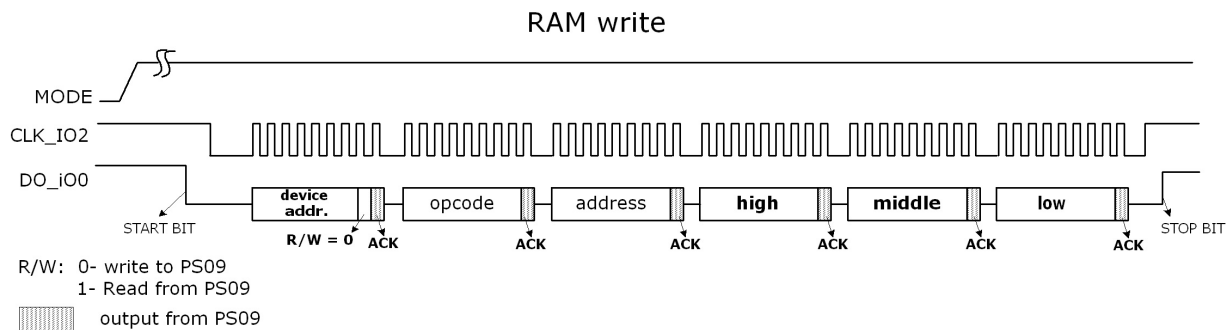 RAM write
MODE
CLK_IO2
DO_iO0
device
addr.
opcode
address
high
middle
low
START BIT
R/W = 0
ACK
ACK
ACK
ACK
ACK
ACK
STOP BIT
R/W: 0- write to PS09
1- Read from PS09
output from PS09